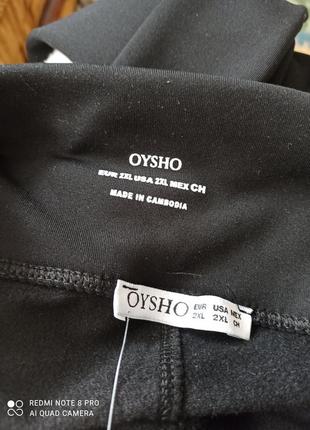 OYSHO
EUR 2XL USA 2XL MEX CH
MADE IN CAMBODIA
OYSHO EUR USA MEX
2XL 2XL CH
REDMI NOTE 8 PRO
AI QUAD CAMERA